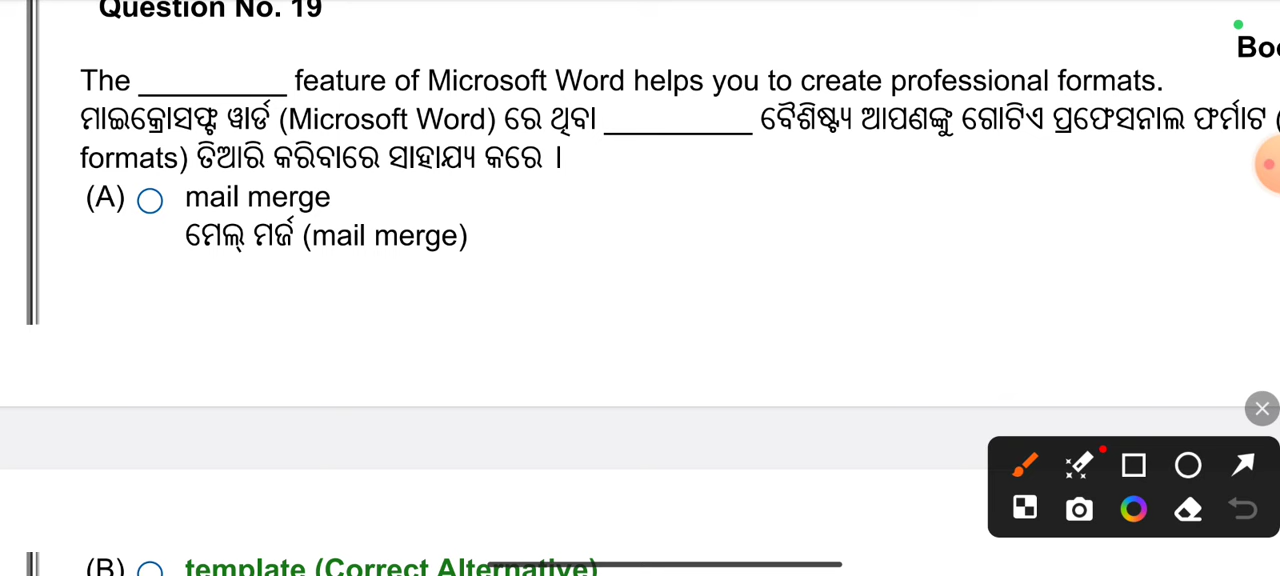 Question No. 19
The __________ feature of Microsoft Word helps you to create professional formats.
ମାଇକ୍ରୋସଫ୍ଟ ୱାର୍ଡ (Microsoft Word) ରେ ଥିବା __________ ବୈଶିଷ୍ଟ୍ୟ ଆପଣଙ୍କୁ ଗୋଟିଏ ପ୍ରଫେସନାଲ ଫର୍ମାଟ (
formats) ତିଆରି କରିବାରେ ସାହାଯ୍ୟ କରେ ।
(A) mail merge
ମେଲ୍ ମର୍ଜ (mail merge)
(B) template (Correct Alternative)